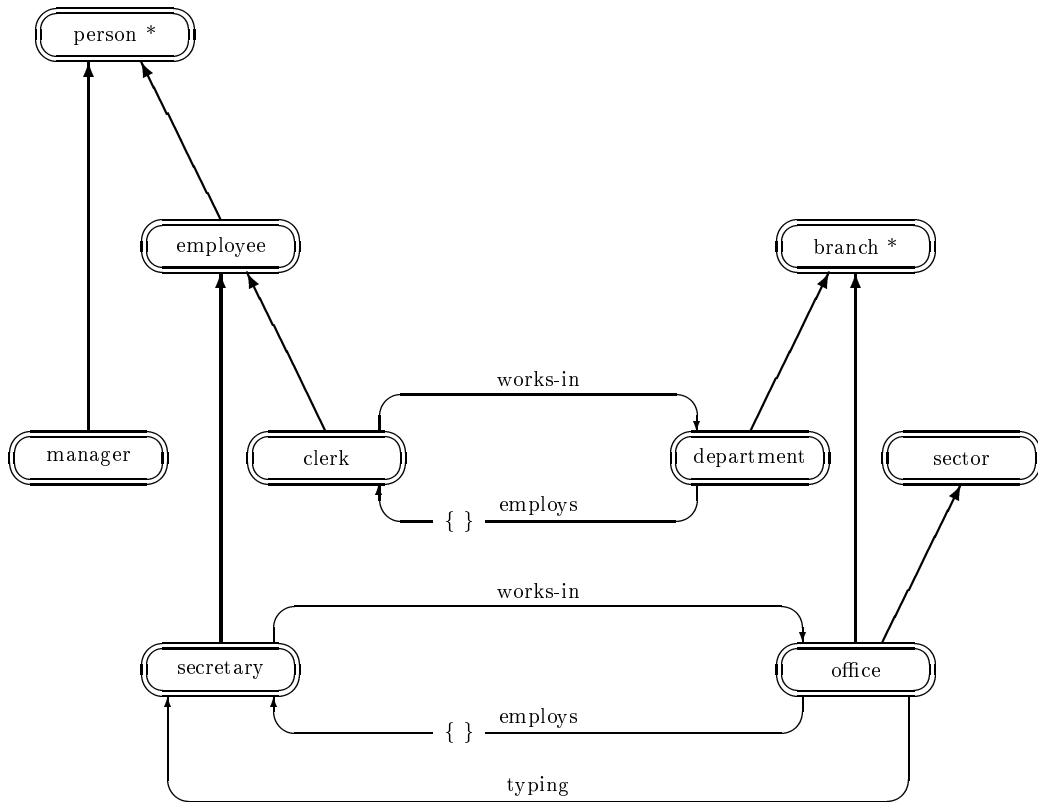 person *
employee
branch *
works-in
manager
clerk
department
sector
employs
{ }
works-in
secretary
office
employs
{ }
typing